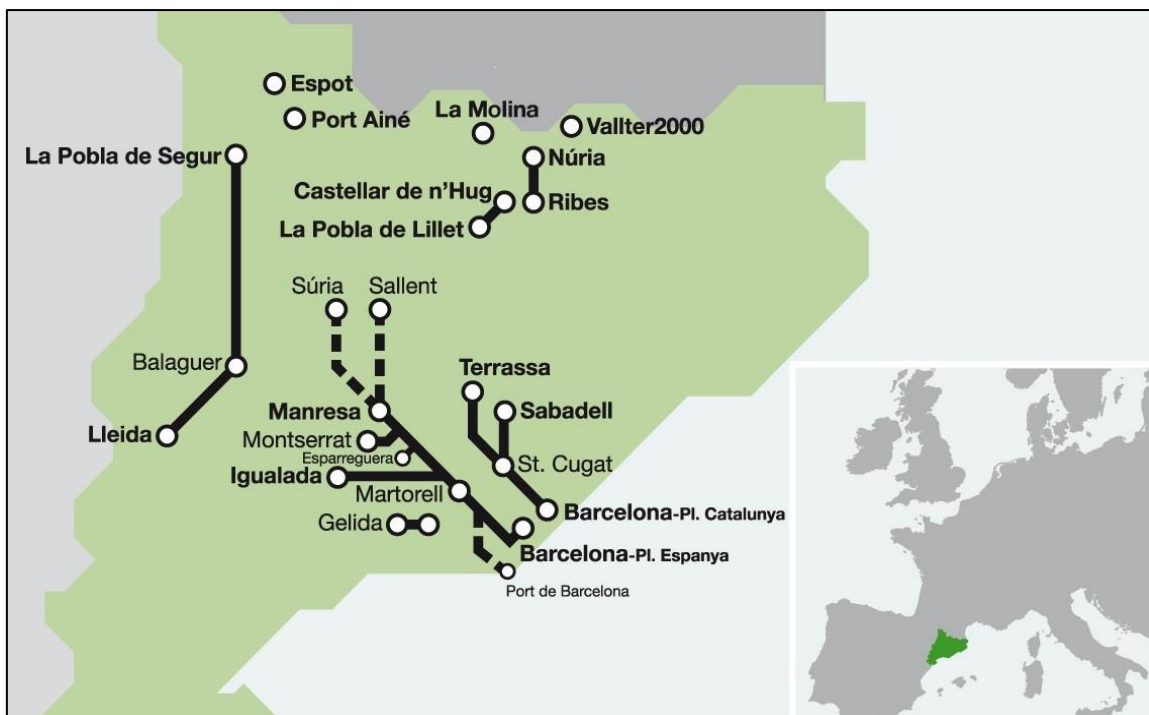 Espot
Port Ainé
La Molina
Vallter2000
La Pobla de Segur
Núria
Castellar de n'Hug
Ribes
La Pobla de Lillet
Súria
Sallent
Balaguer
Terrassa
Manresa
Sabadell
Lleida
Montserrat
Esparreguera
St. Cugat
Igualada
Martorell
Gelida
Barcelona-Pl. Catalunya
Barcelona-Pl. Espanya
Port de Barcelona